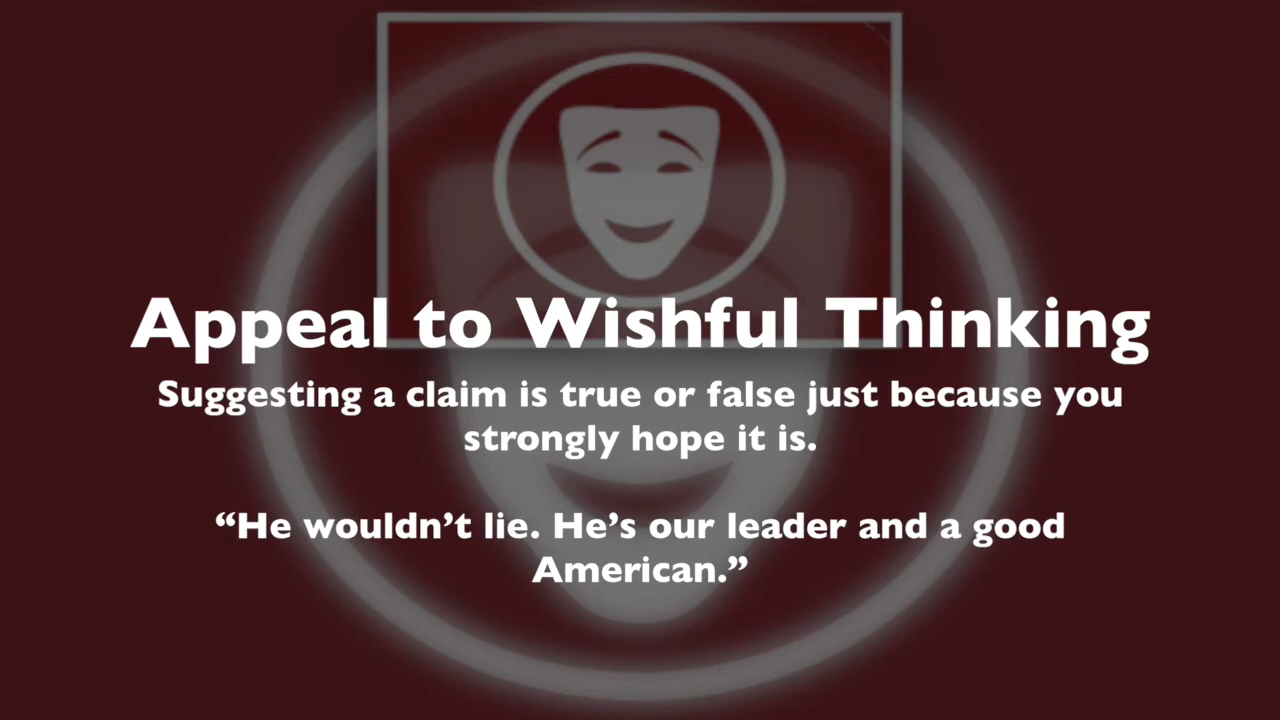 Appeal to Wishful Thinking
Suggesting a claim is true or false just because you
strongly hope it is.
“He wouldn’t lie. He’s our leader and a good
American.”